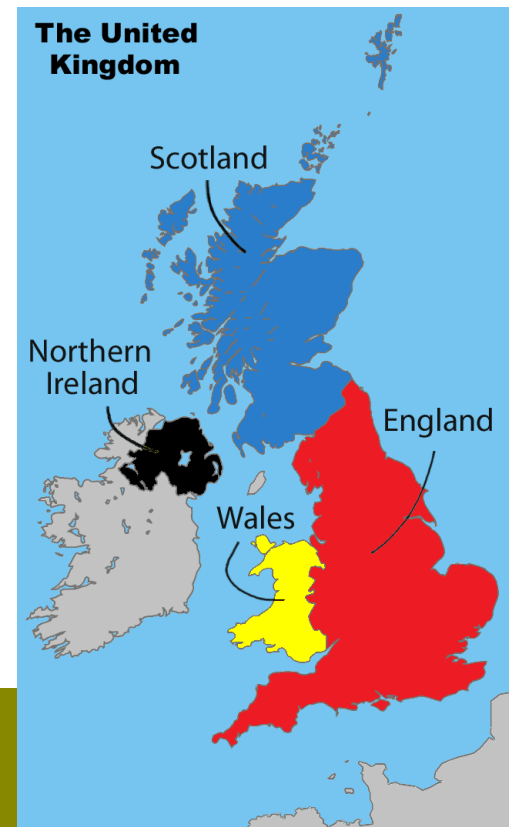 The United
Kingdom
Scotland
Northern
Ireland
England
Wales